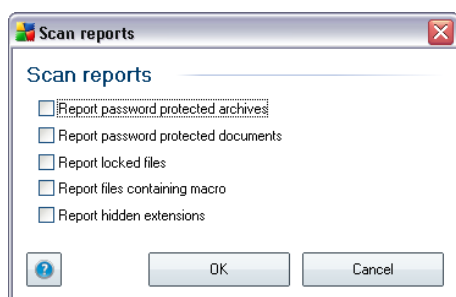 Scan reports
Scan reports
Report password protected archives
Report password protected documents
Report locked files
Report files containing macro
Report hidden extensions
?
OK
Cancel